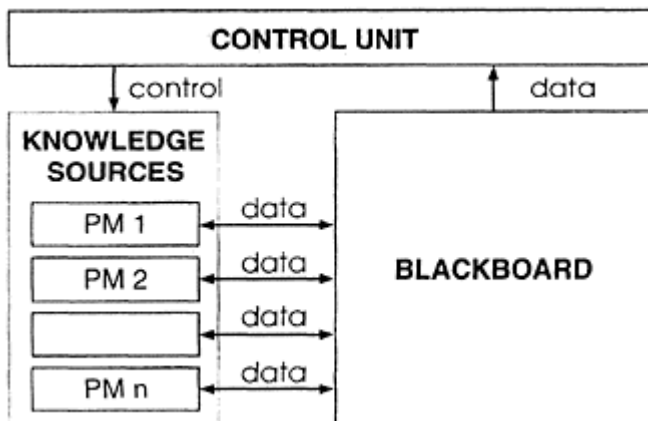 CONTROL UNIT
control
data
KNOWLEDGE
SOURCES
PM 1
data
PM 2
data
BLACKBOARD
data
PM n
data